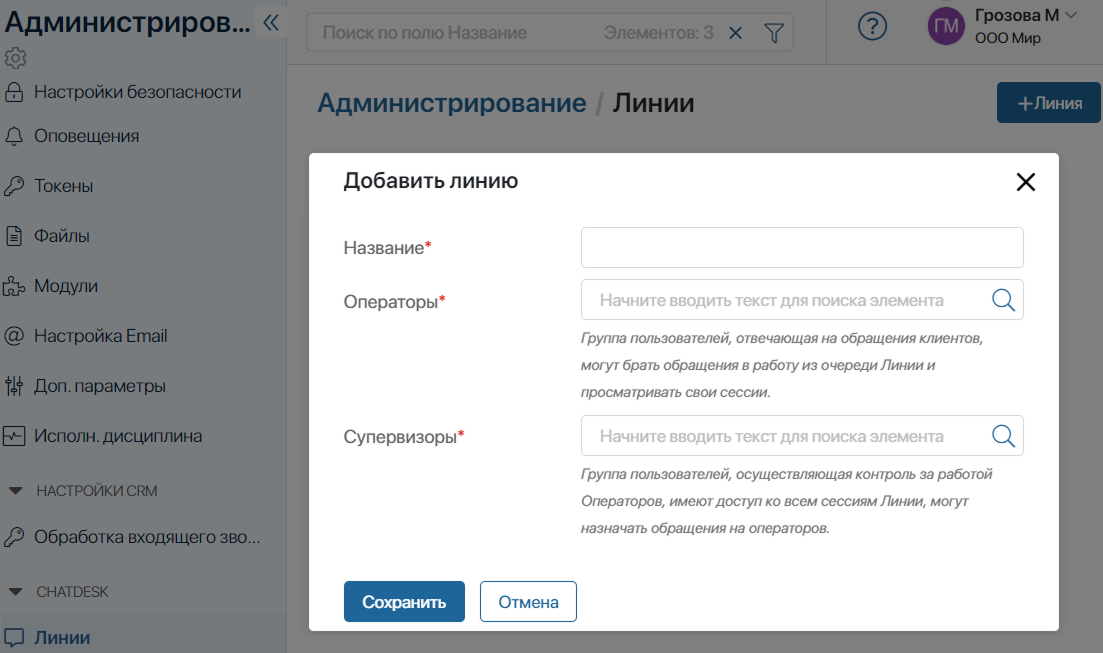 Администриров...
Настройки безопасности
Оповещения
Токены
Файлы
Модули
Настройка Email
Доп. параметры
Исполн. дисциплина
НАСТРОЙКИ CRM
Обработка входящего зво...
CHATDESK
Линии
Поиск по полю Название Элементов: 3
?
ГМ
Грозова М
ООО Мир
Администрирование / Линии
+Линия
Добавить линию
Название*
Операторы* Начните вводить текст для поиска элемента
Группа пользователей, отвечающая на обращения клиентов,
могут брать обращения в работу из очереди Линии и
просматривать свои сессии.
Супервизоры* Начните вводить текст для поиска элемента
Группа пользователей, осуществляющая контроль за работой
Операторов, имеют доступ ко всем сессиям Линии, могут
назначать обращения на операторов.
Сохранить Отмена